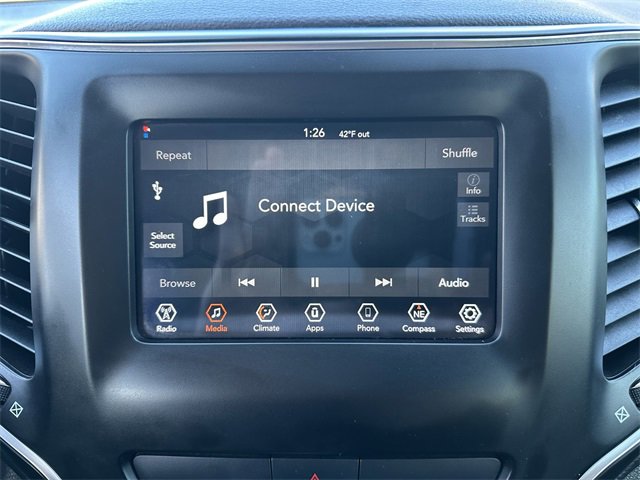 1:26 42°F out
Repeat Shuffle
Info
Connect Device
Tracks
Select
Source
Browse Audio
NE
Radio Media Climate Apps Phone Compass Settings